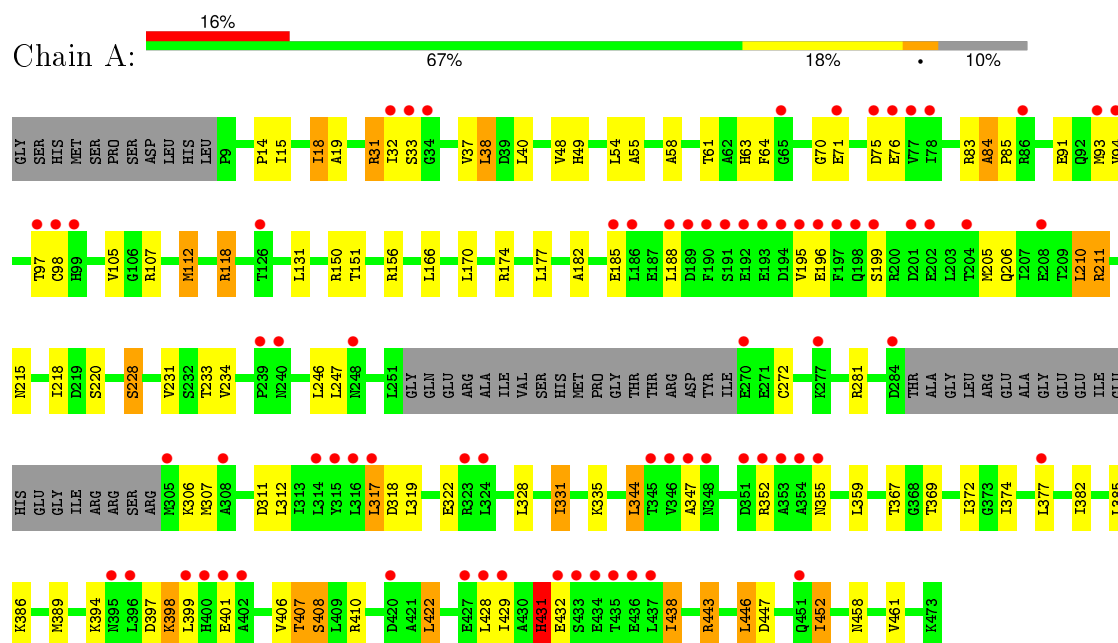 16%
Chain A:
67% 18% • 10%
GLY SER HIS MET SER PRO SER ASP LEU HIS LEU P9 P14 I15 I18 A19 R31 I32 S33 G34 V37 L38 D39 L40 V48 H49 L54 A55 A58 T61 A62 H63 F64 G65 G70 E71 D75 E76 V77 I78 R83 A84 P85 R86 E91 Q92 M93
T97 C98 H99 V105 G106 R107 M112 R118 T126 L131 R150 T151 R156 L166 L170 R174 L177 A182 E185 L186 E187 L188 D189 F190 S191 E192 E193 D194 V195 E196 F197 Q198 S199 R200 D201 E202 L203 T204 M205 Q206 I207 E208 T209 L210 R211
N215 I218 D219 S220 S228 V231 S232 T233 V234 P239 N240 L246 L247 N248 L251 GLY GLN GLU ARG ALA ILE VAL SER HIS MET PRO GLY THR THR ARG ASP TYR ILE E270 E271 C272 K277 R281 D284 THR ALA GLY LEU ARG GLU ALA GLY GLU GLU ILE
HIS GLU GLY ILE ARG ARG SER ARG M305 K306 M307 A308 D311 L312 I313 L314 Y315 L316 L317 D318 L319 E322 R323 L324 L328 I331 K335 L344 T345 V346 A347 N348 D351 R352 A353 A354 N355 L359 T367 G368 T369 I372 G373 I374 L377 I382
K386 M389 K394 N395 L396 D397 K398 L399 H400 E401 A402 V406 T407 S408 L409 R410 D420 A421 L422 E427 L428 I429 A430 H431 E432 S433 E434 T435 E436 L437 I438 R443 L446 D447 Q451 I452 N458 V461 K473